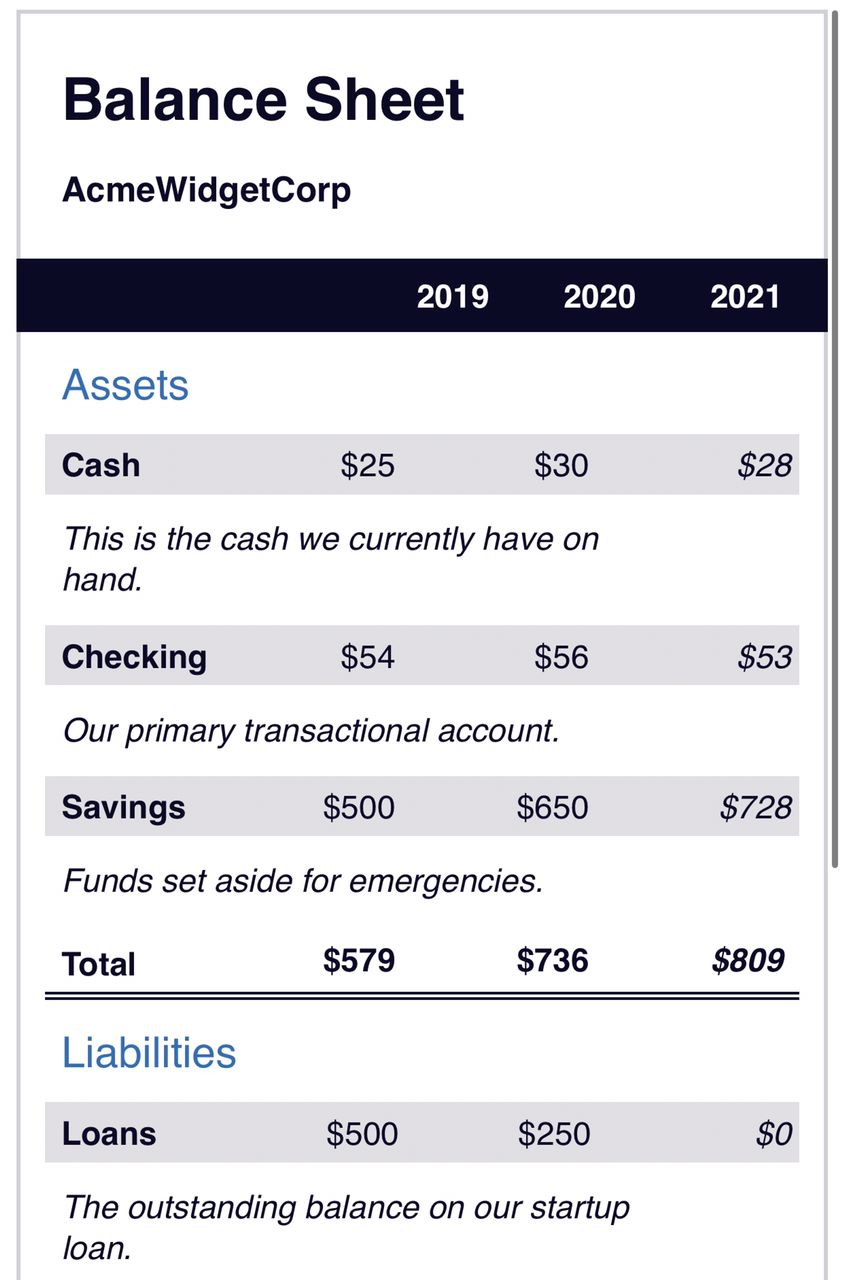 Balance Sheet
AcmeWidgetCorp
2019 2020 2021
Assets
Cash $25 $30 $28
This is the cash we currently have on
hand.
Checking $54 $56 $53
Our primary transactional account.
Savings $500 $650 $728
Funds set aside for emergencies.
Total $579 $736 $809
Liabilities
Loans $500 $250 $0
The outstanding balance on our startup
loan.